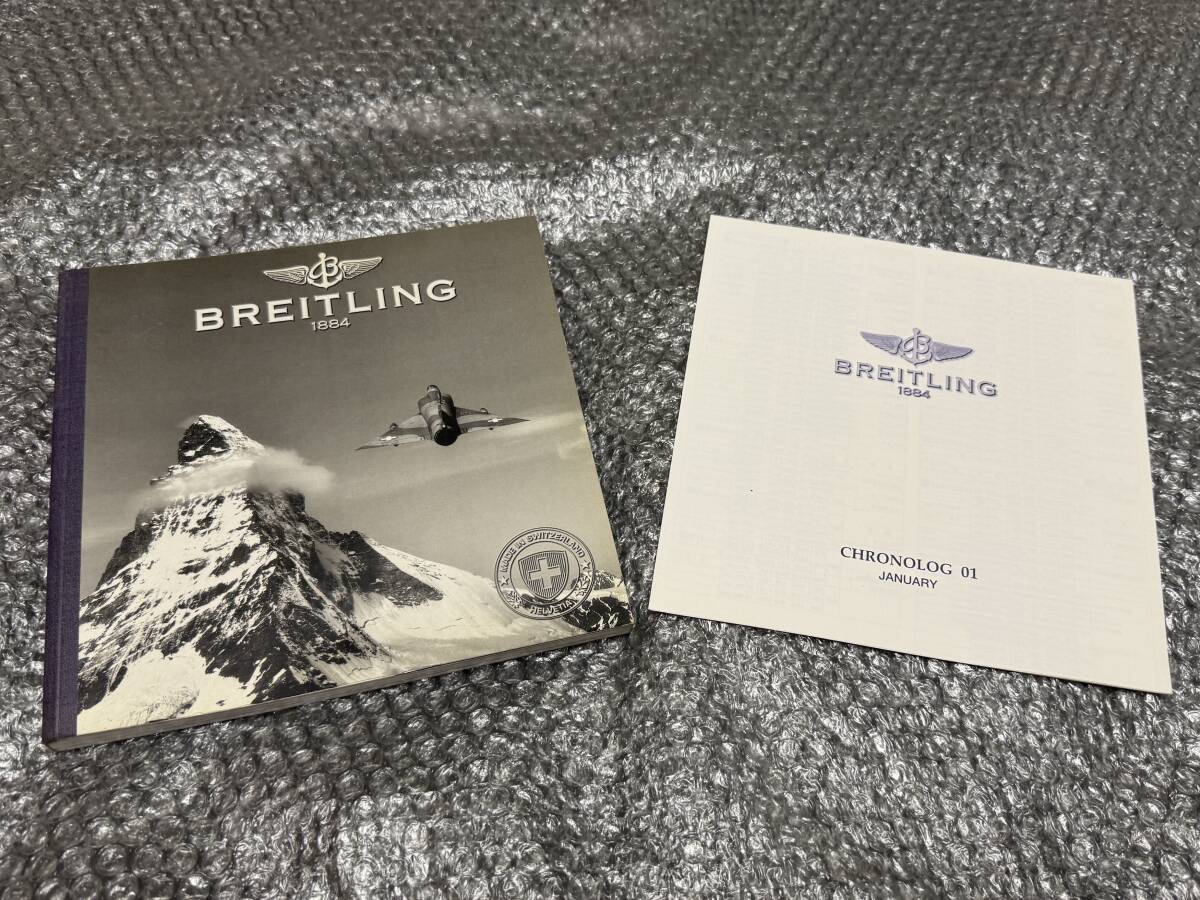 BREITLING
1884
MADE IN SWITZERLAND
HELVETIA
BREITLING
1884
CHRONOLOG 01
JANUARY